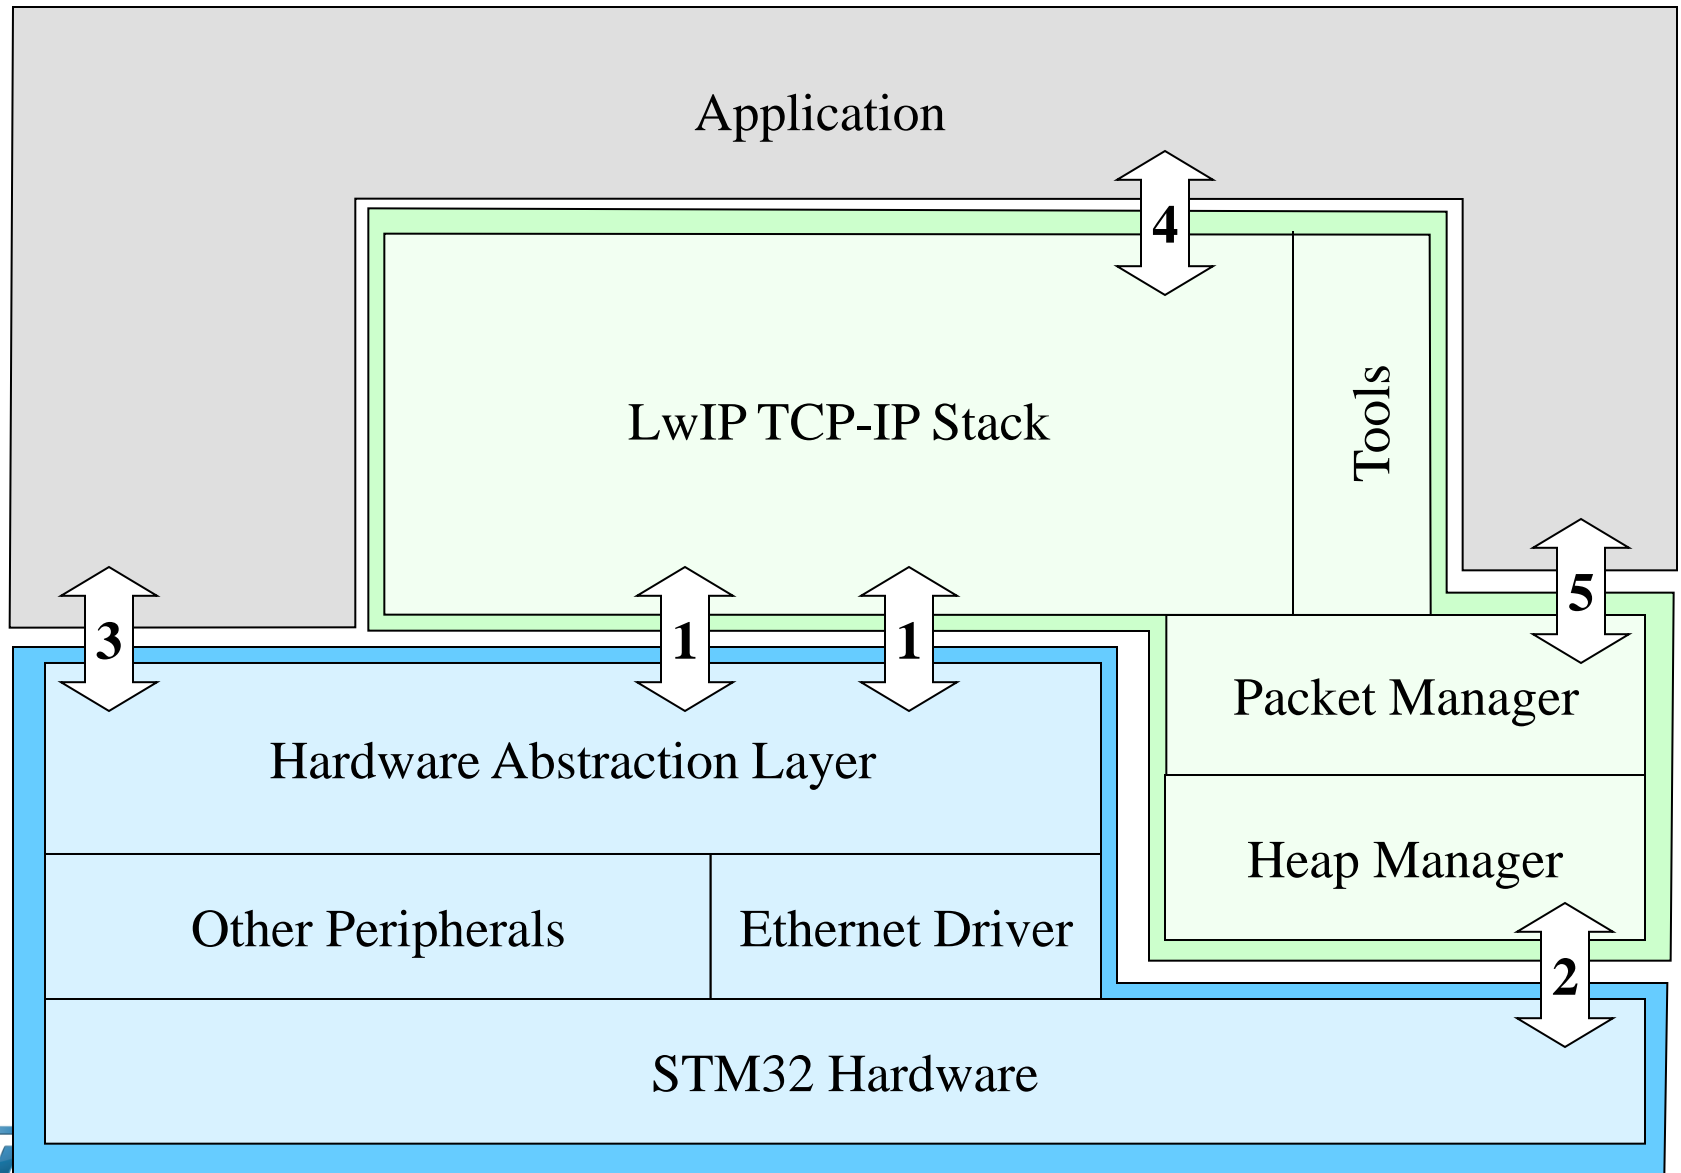 Application
4
LwIP TCP-IP Stack
Tools
5
3
1
1
Packet Manager
Hardware Abstraction Layer
Heap Manager
Other Peripherals
Ethernet Driver
2
STM32 Hardware